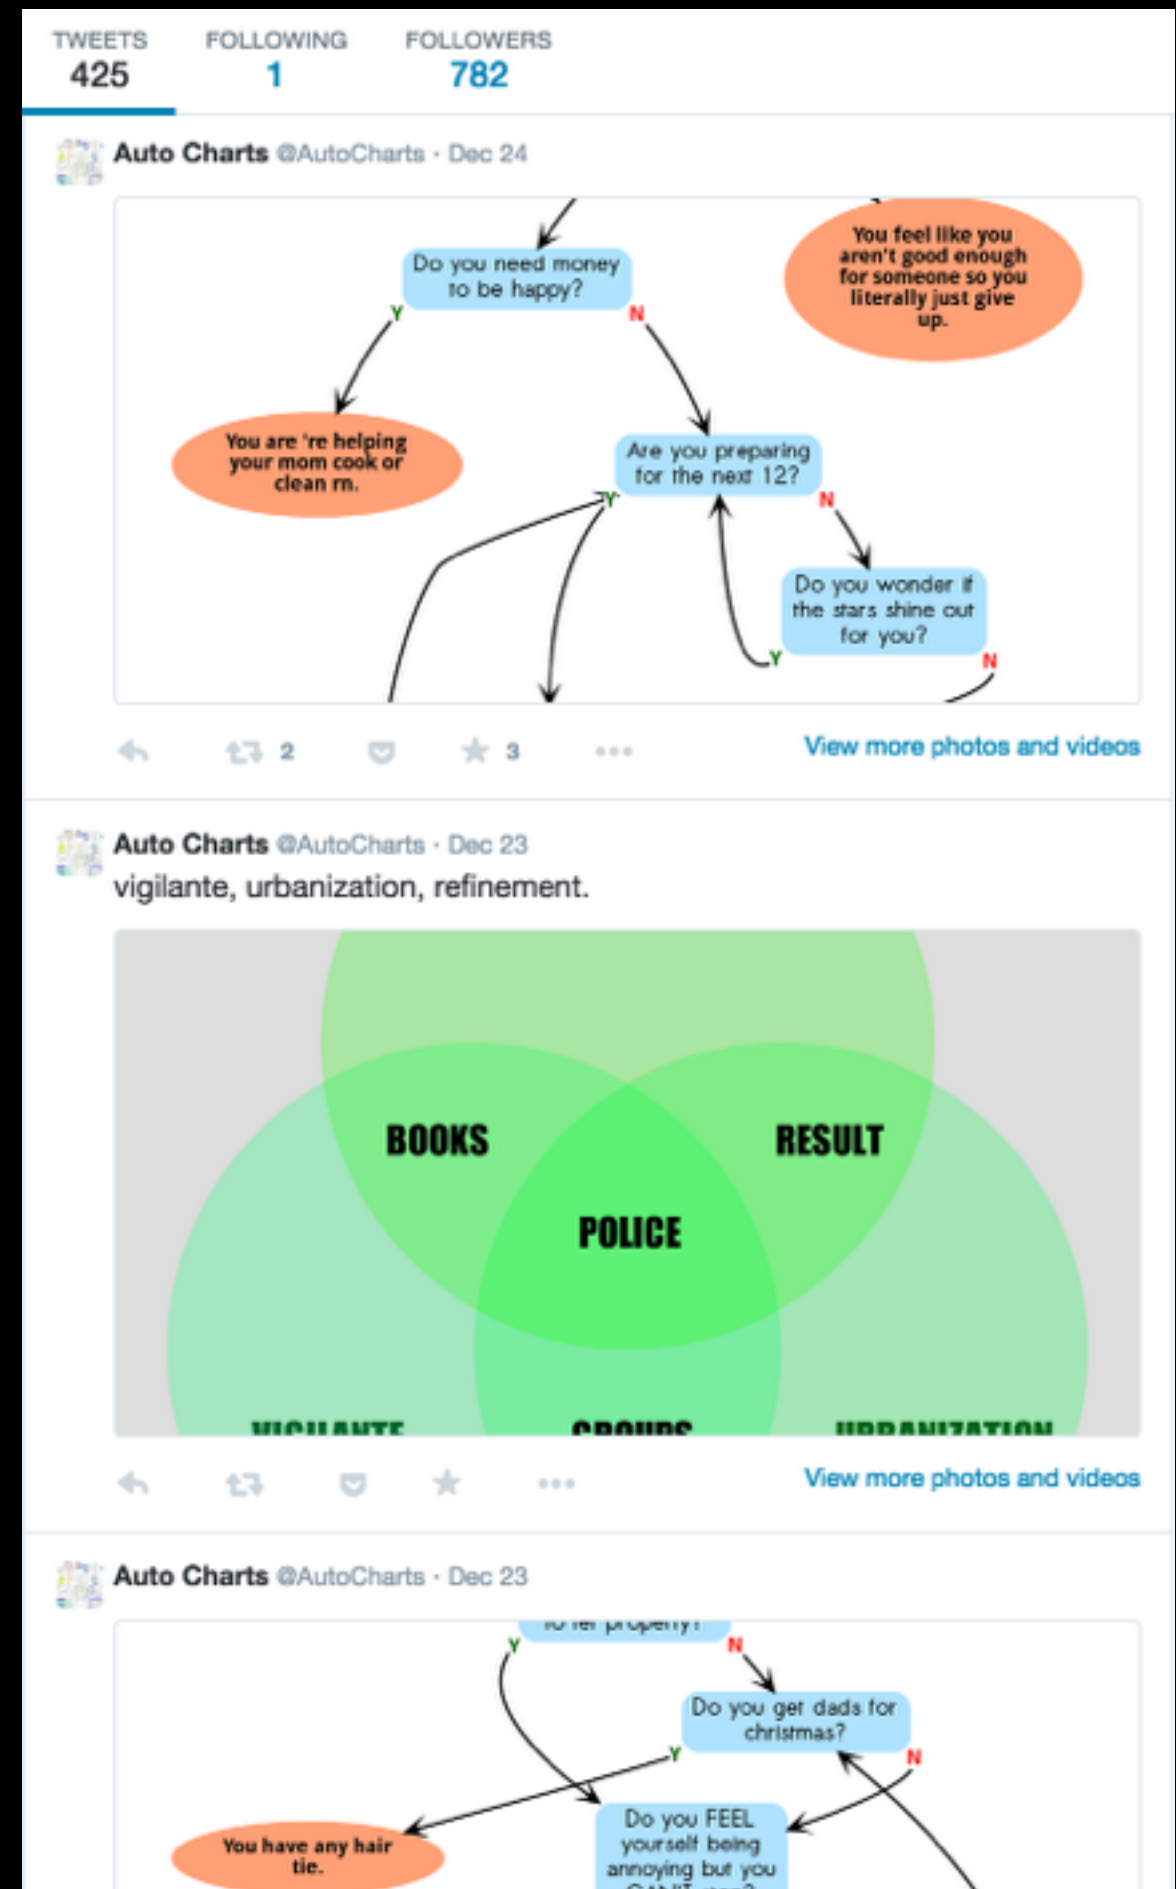 TWEETS FOLLOWING FOLLOWERS
425 1 782
Auto Charts @AutoCharts · Dec 24
You feel like you
aren't good enough
for someone so you
literally just give
up.
Do you need money
to be happy?
Y N
You are 're helping
your mom cook or
clean rn.
Are you preparing
for the next 12?
Y N
Do you wonder if
the stars shine out
for you?
Y N
2 3
View more photos and videos
Auto Charts @AutoCharts · Dec 23
vigilante, urbanization, refinement.
BOOKS RESULT
POLICE
VIGILANTE GROUPS URBANIZATION
View more photos and videos
Auto Charts @AutoCharts · Dec 23
properly?
Y N
Do you get dads for
christmas?
Y N
You have any hair
tie.
Do you FEEL
yourself being
annoying but you